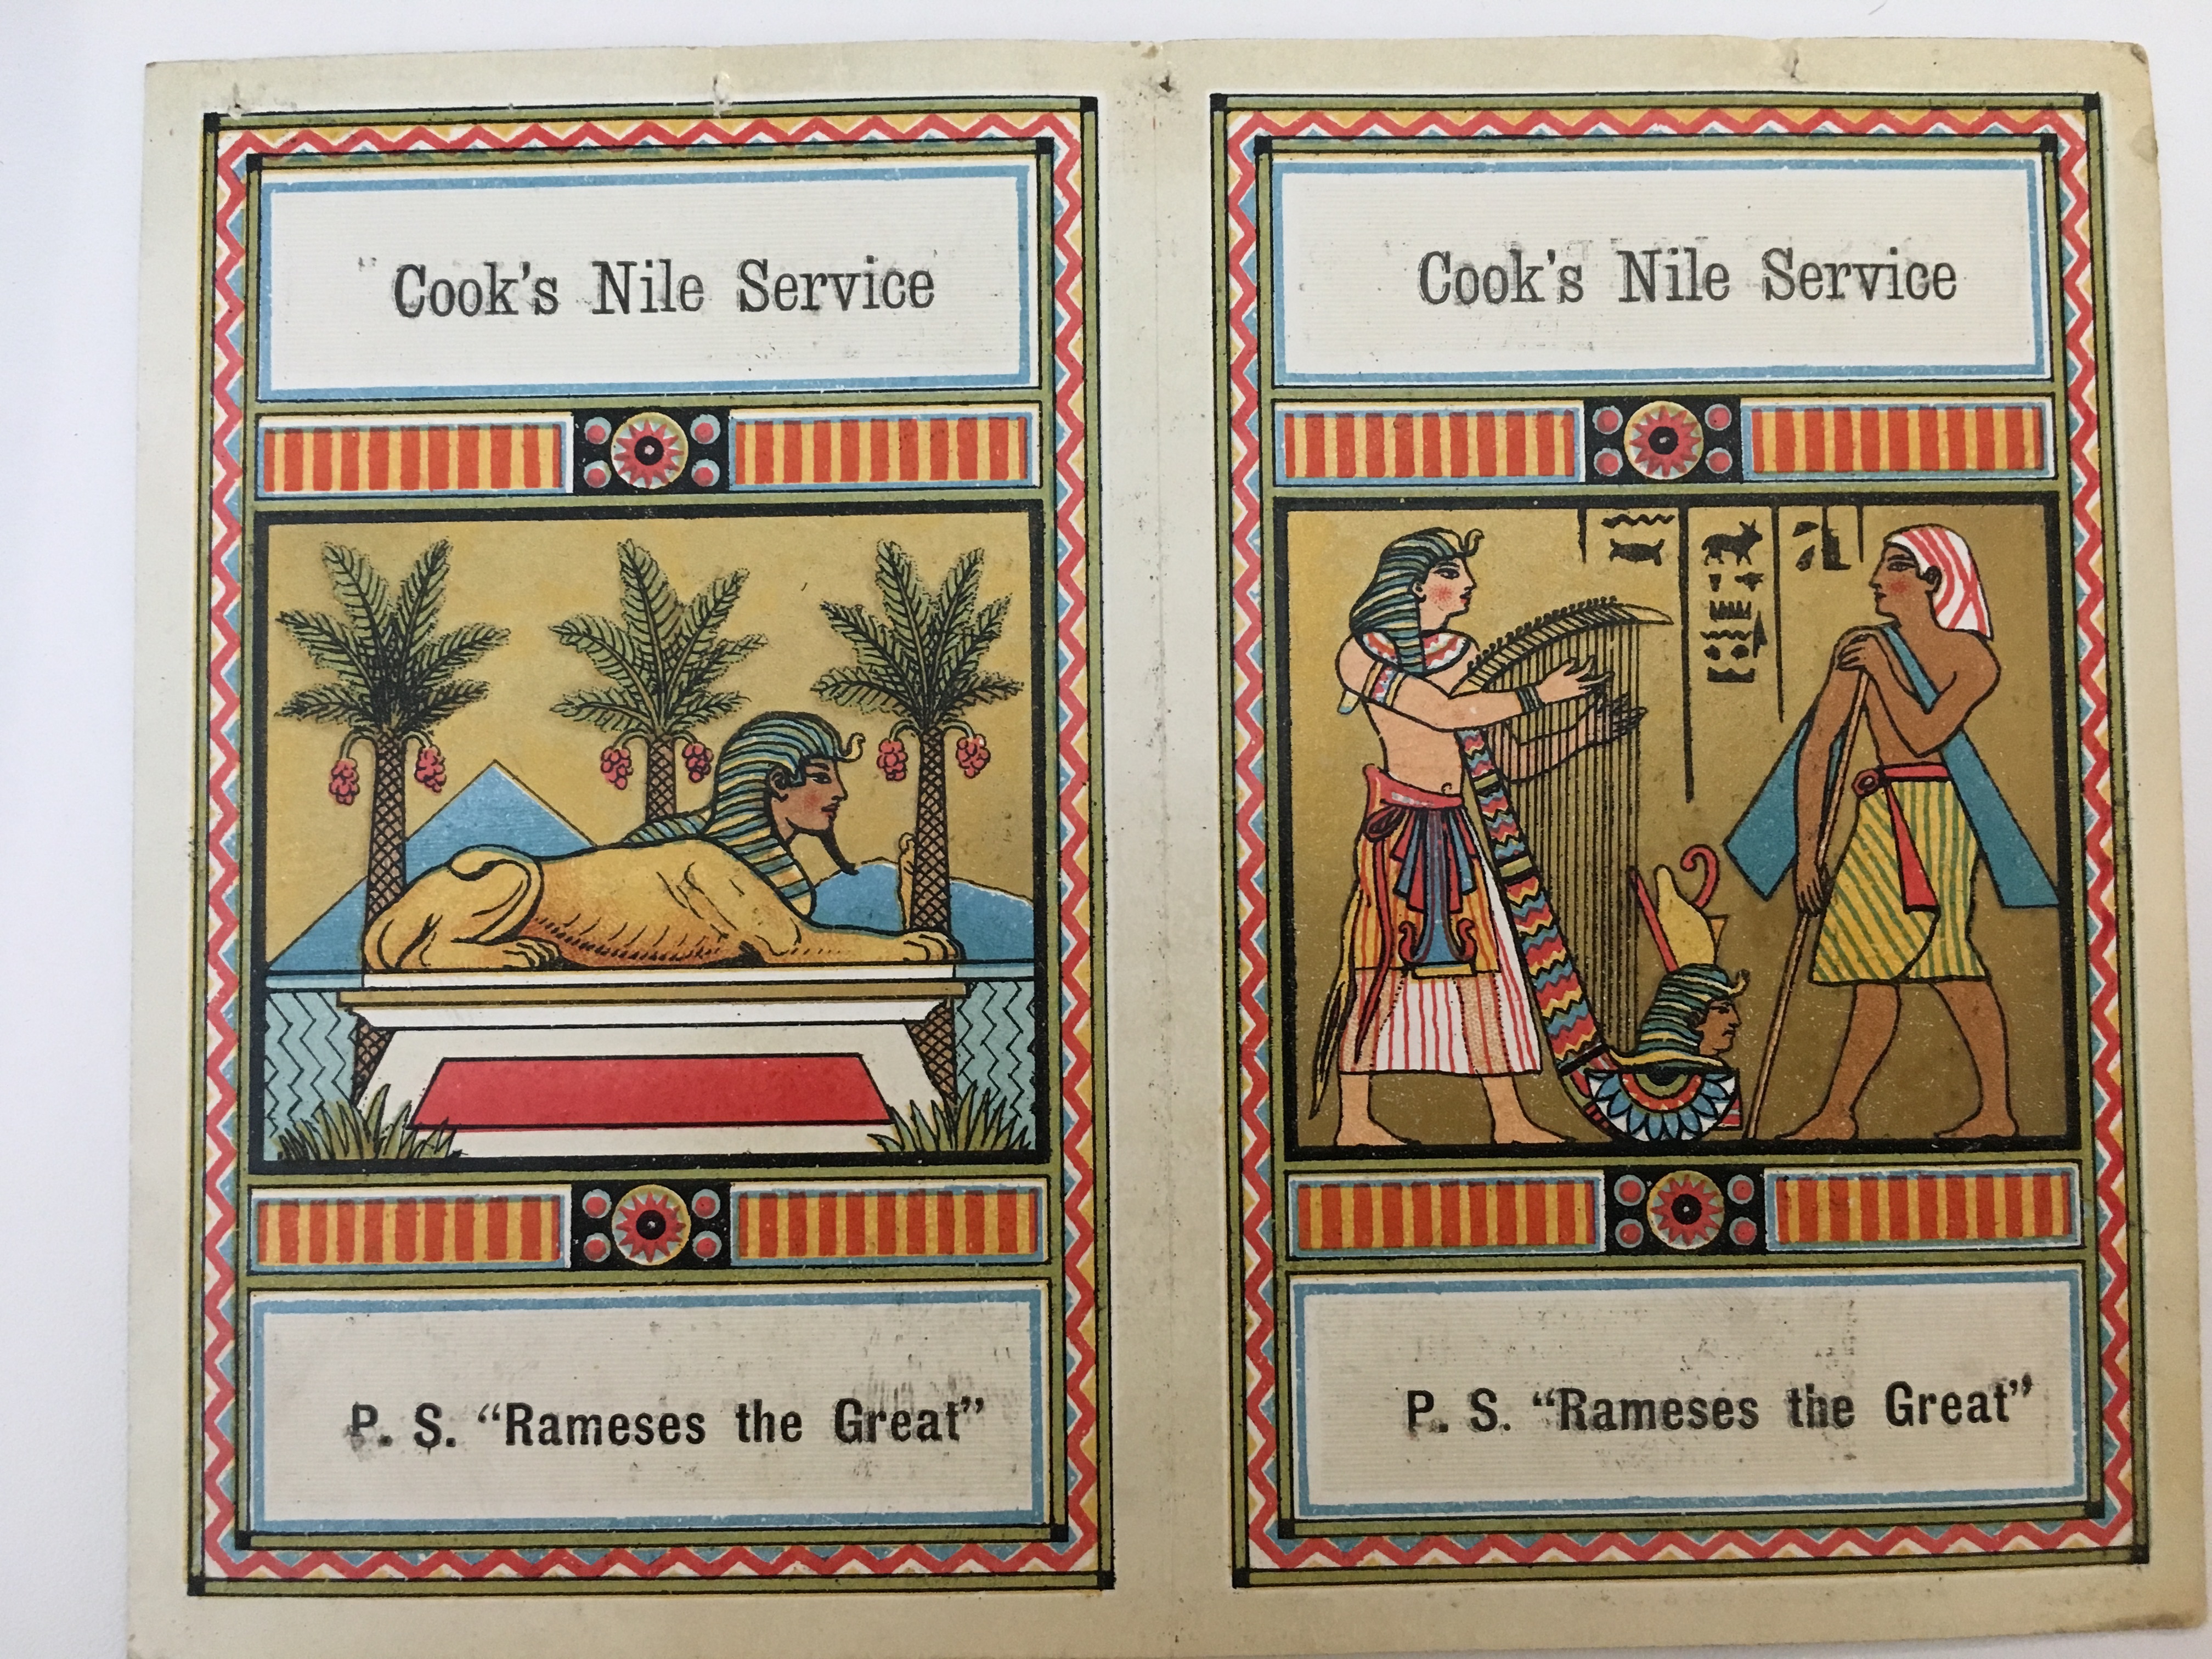 Cook's Nile Service
P. S. “Rameses the Great”
Cook's Nile Service
P. S. “Rameses the Great”